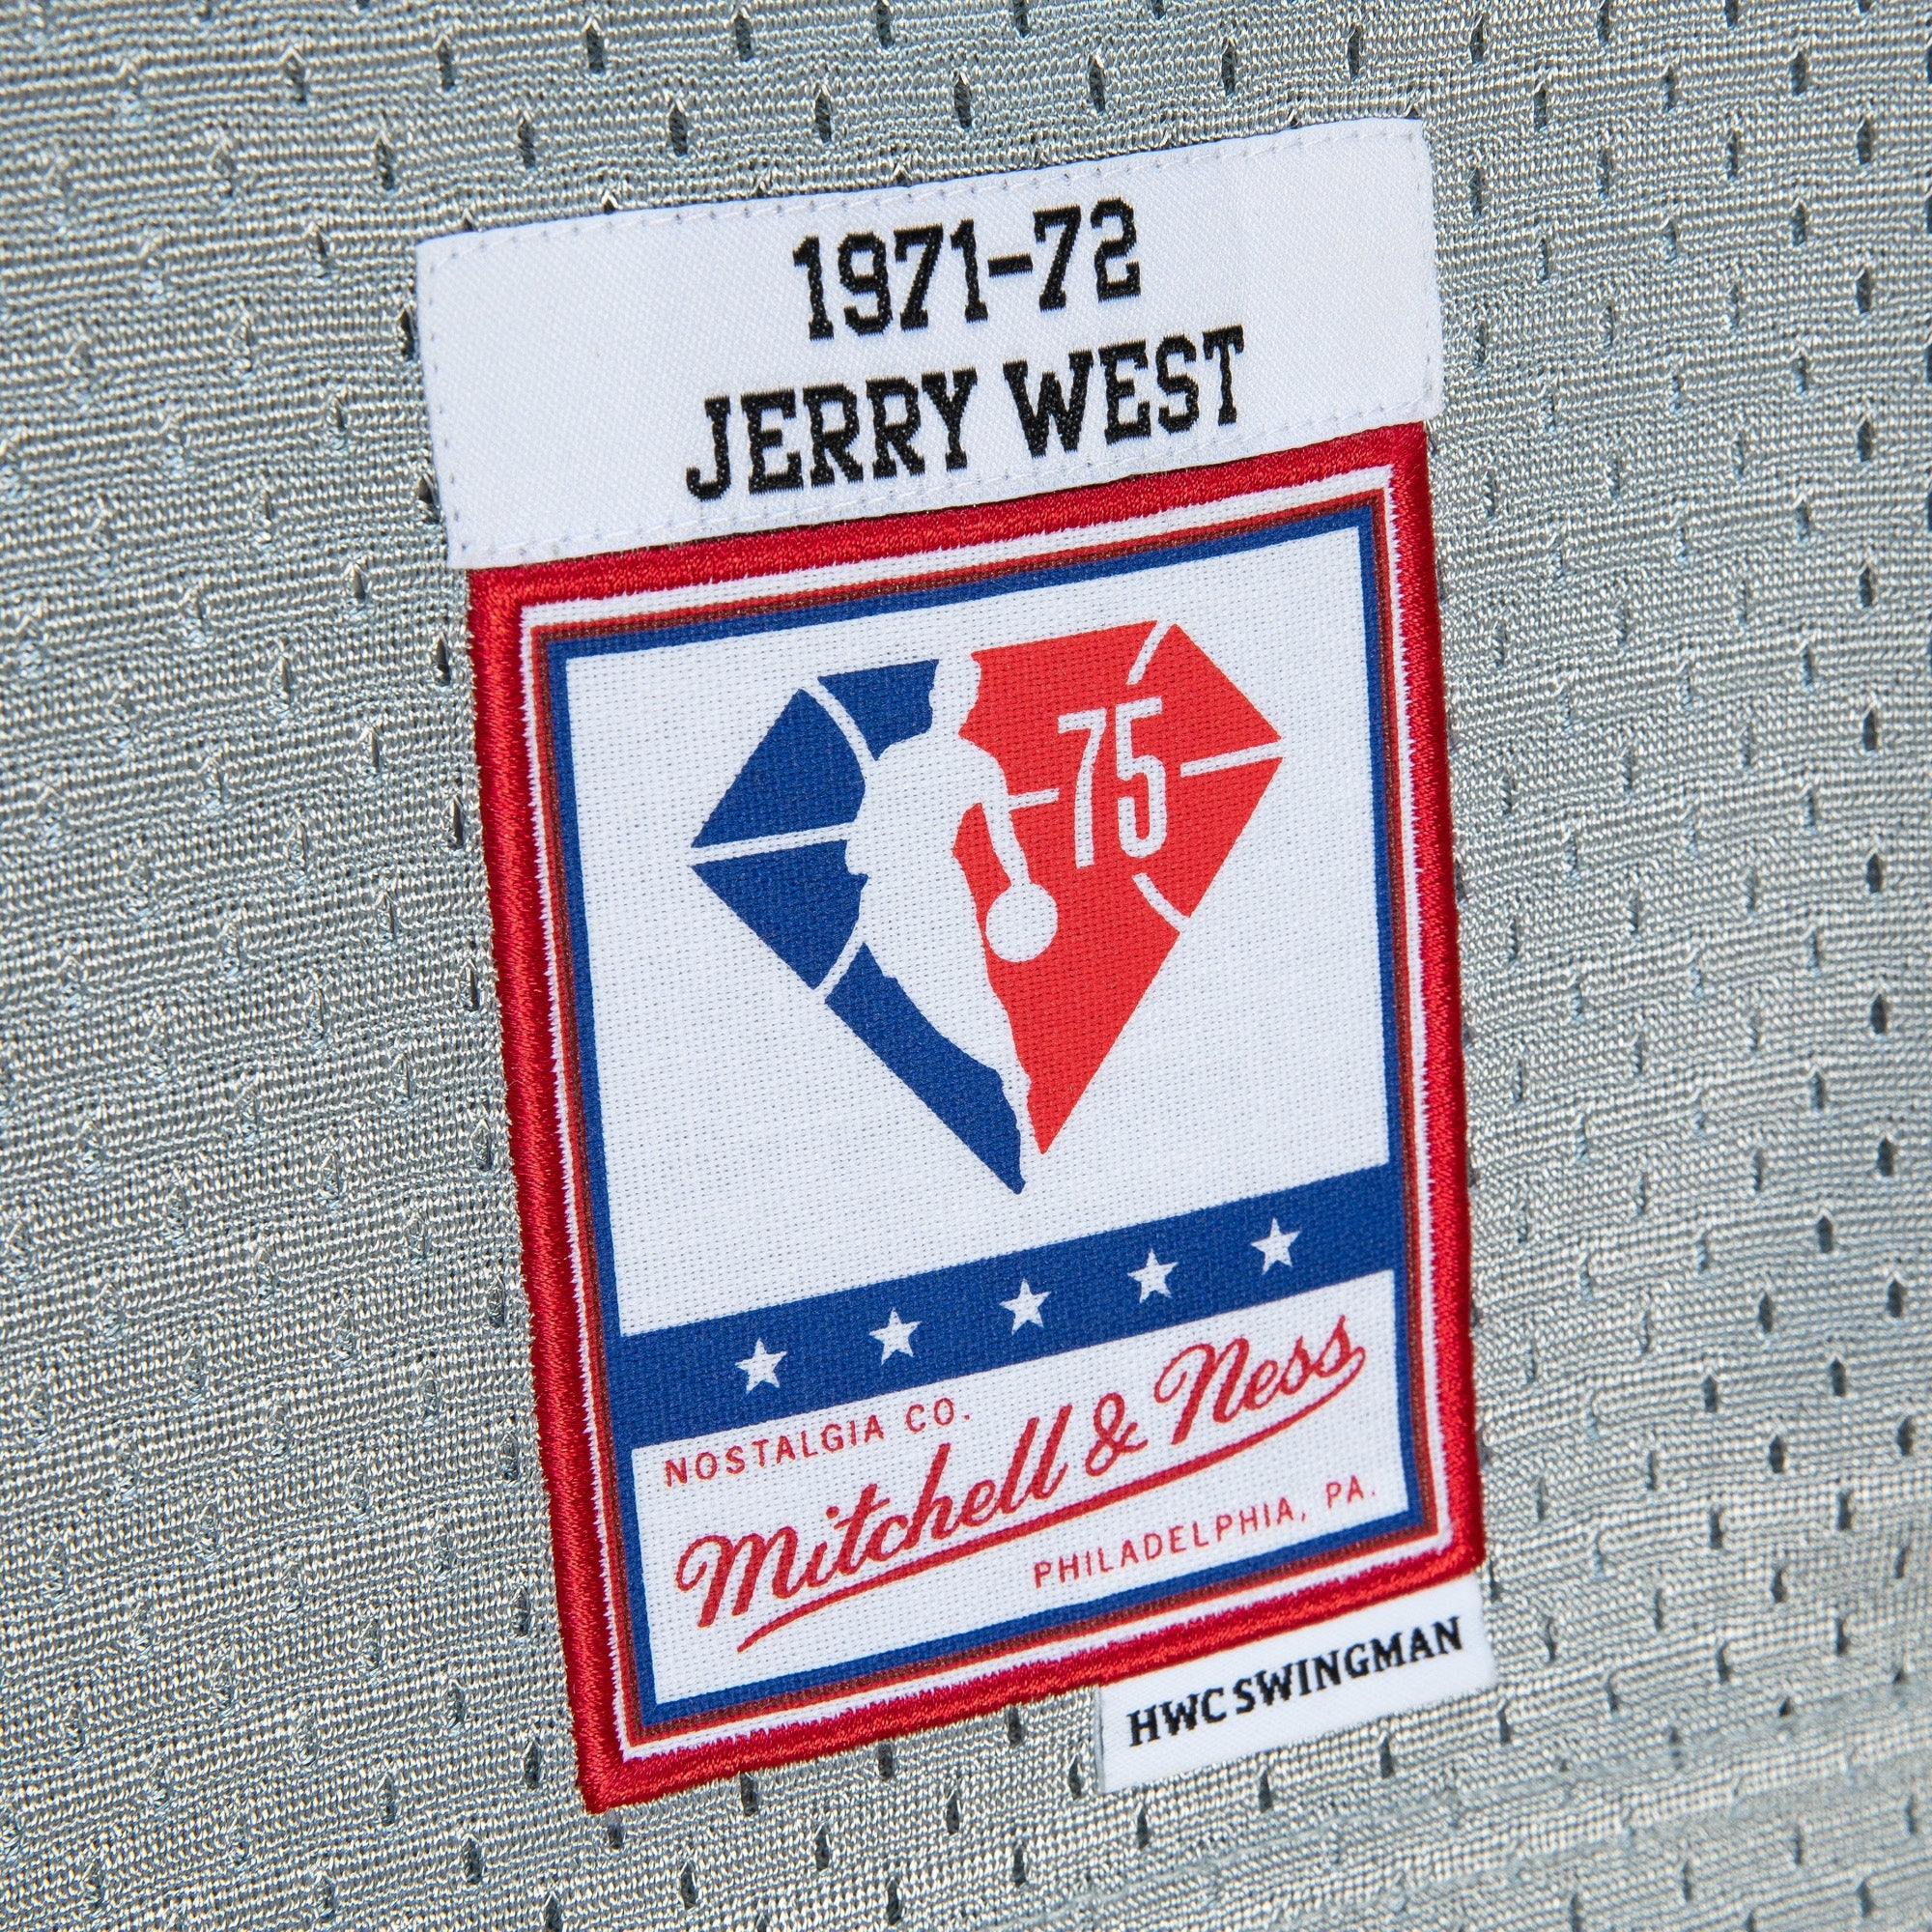 1971-72
JERRY WEST
75
NOSTALGIA CO.
Mitchell & Ness
PHILADELPHIA, PA.
HWC SWINGMAN